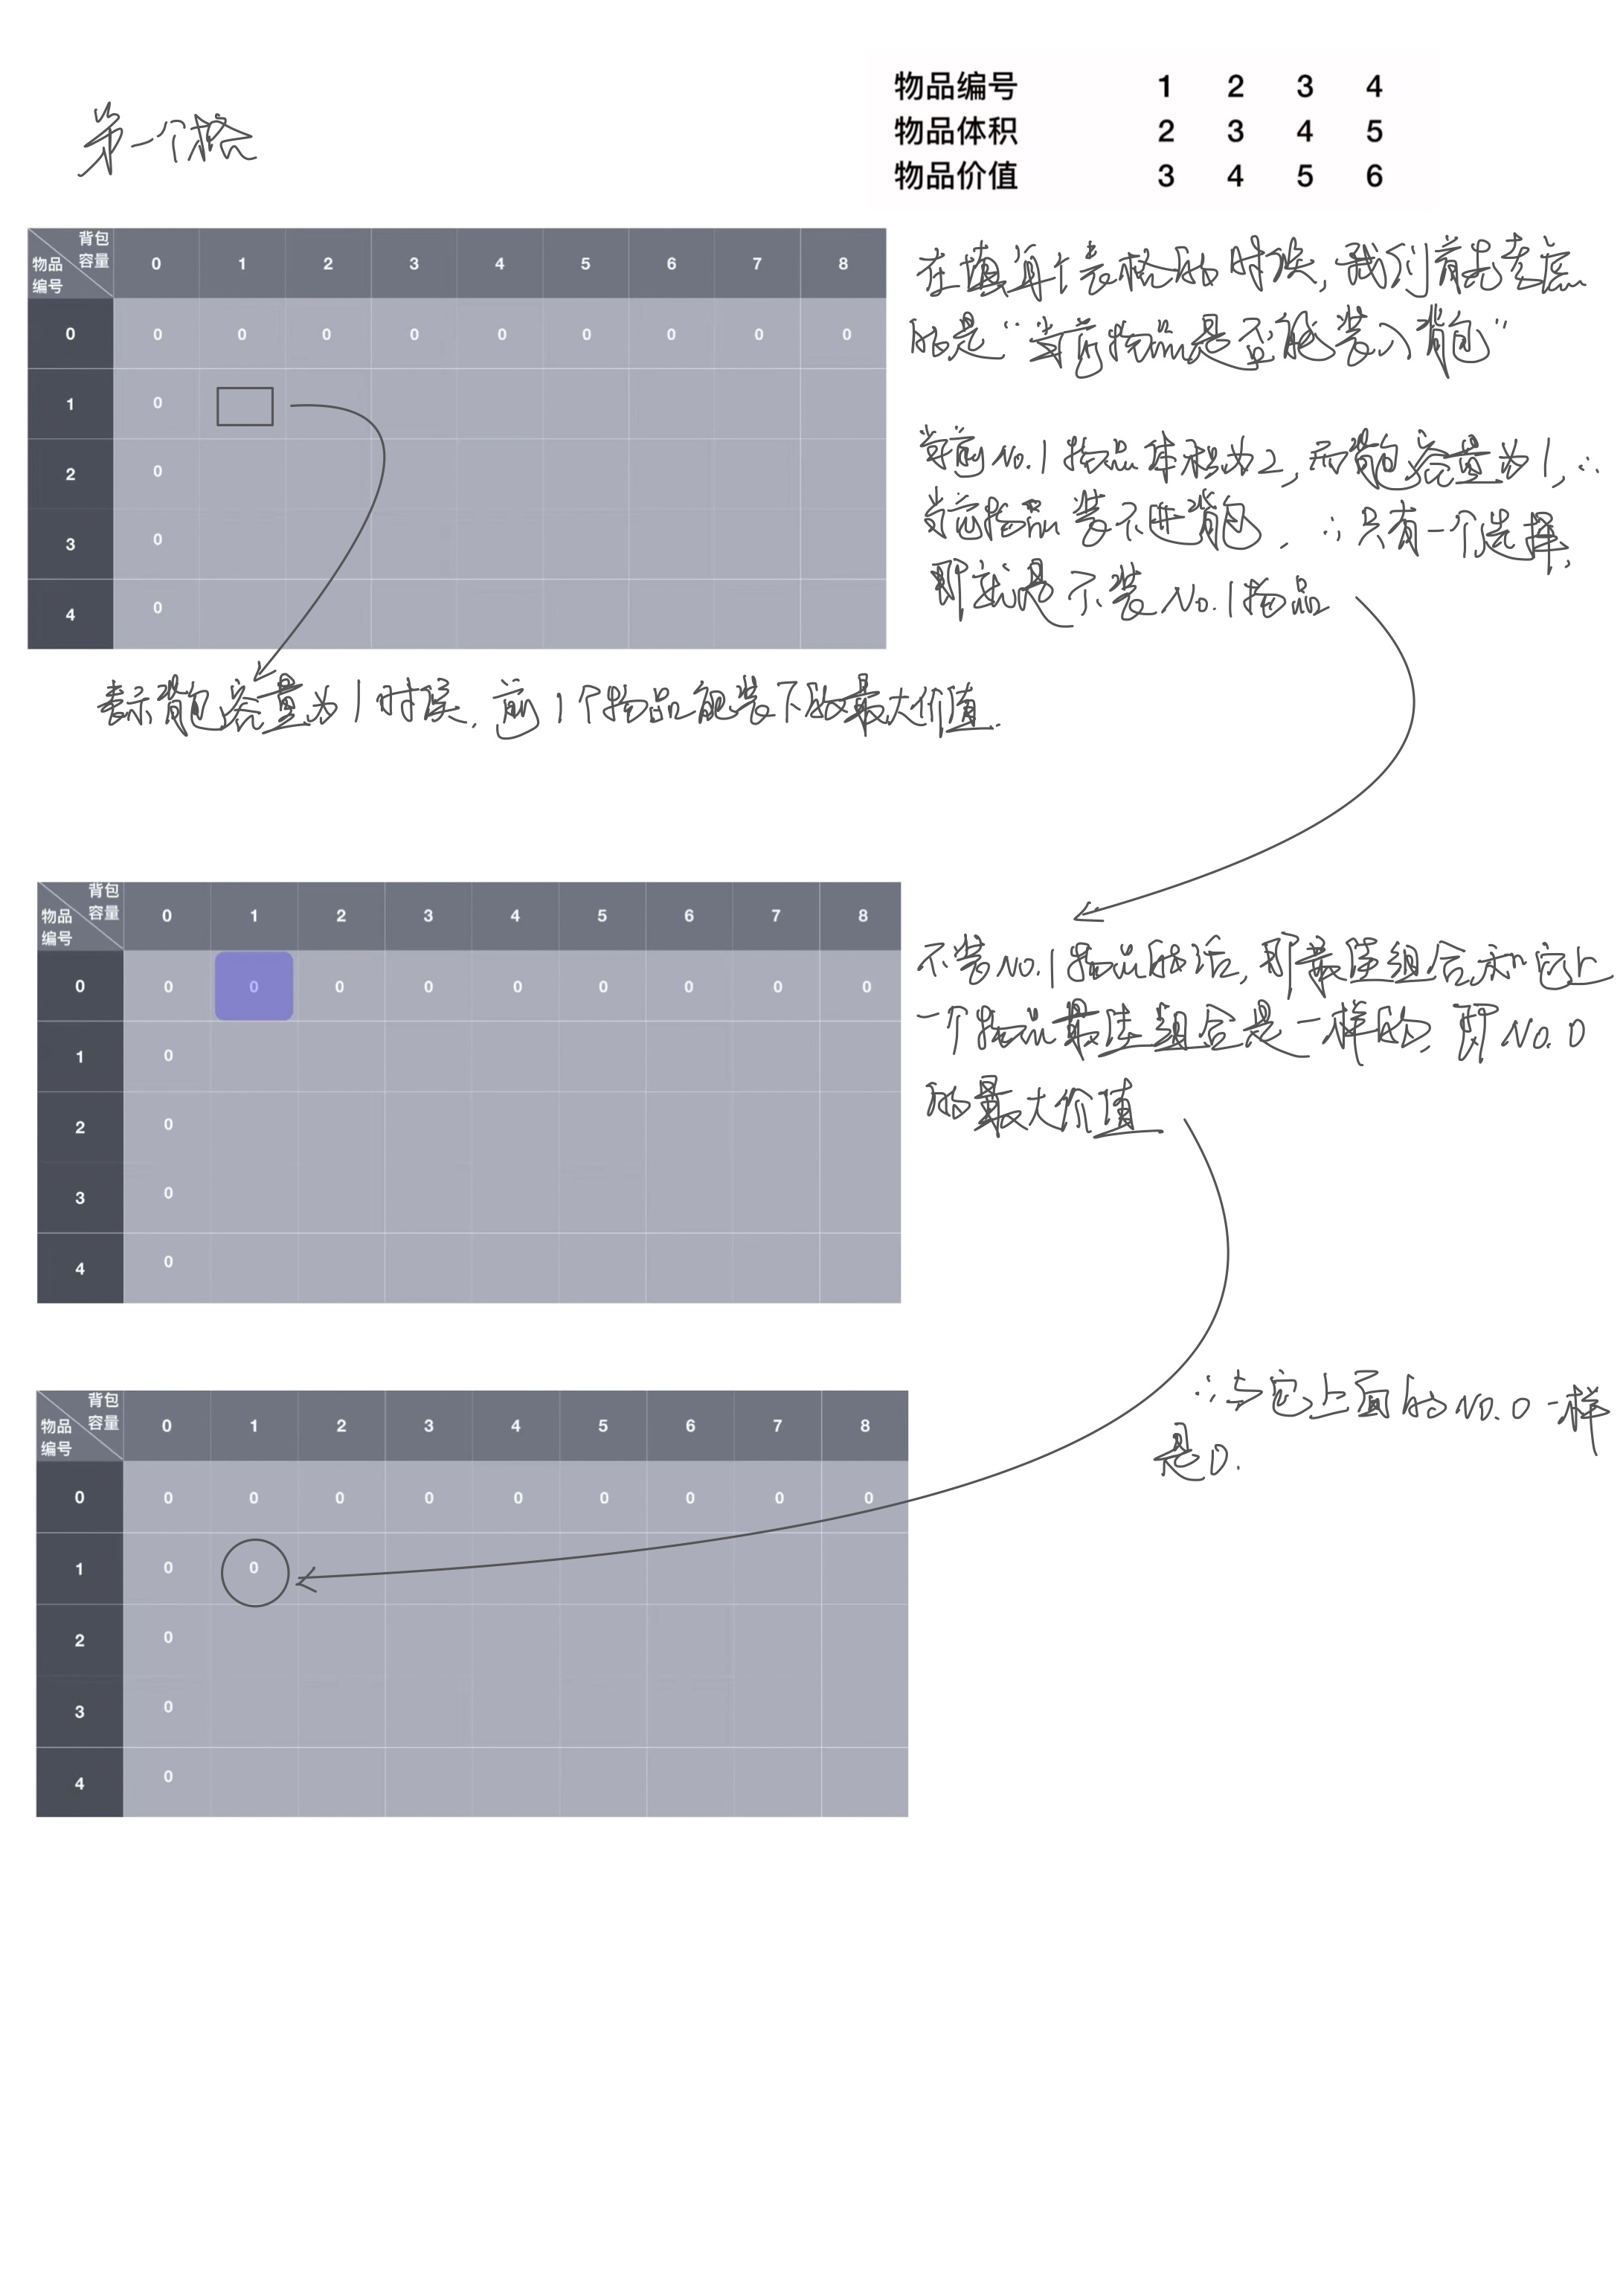 第一个格
物品编号 1 2 3 4
物品体积 2 3 4 5
物品价值 3 4 5 6
背包
容量
物品
编号
0 1 2 3 4 5 6 7 8
0 0 0 0 0 0 0 0 0 0
1 0
2 0
3 0
4 0
在填每个表格的时候,我们首先考虑
的是"当前物品是否能装入背包"
当前No.1物品体积为2,而背包容量为1,∴
当前物品装不进背包,∴只有一个选择,
那就是不装No.1物品
表示背包容量为1时候,前1个物品能装下的最大价值.
背包
容量
物品
编号
0 1 2 3 4 5 6 7 8
0 0 0 0 0 0 0 0 0 0
1 0
2 0
3 0
4 0
不装No.1物品的话,那最佳组合和它上
一个物品最佳组合是一样的,即No.0
的最大价值
背包
容量
物品
编号
0 1 2 3 4 5 6 7 8
0 0 0 0 0 0 0 0 0 0
1 0 0
2 0
3 0
4 0
∴与它上面的No.0一样
是0.